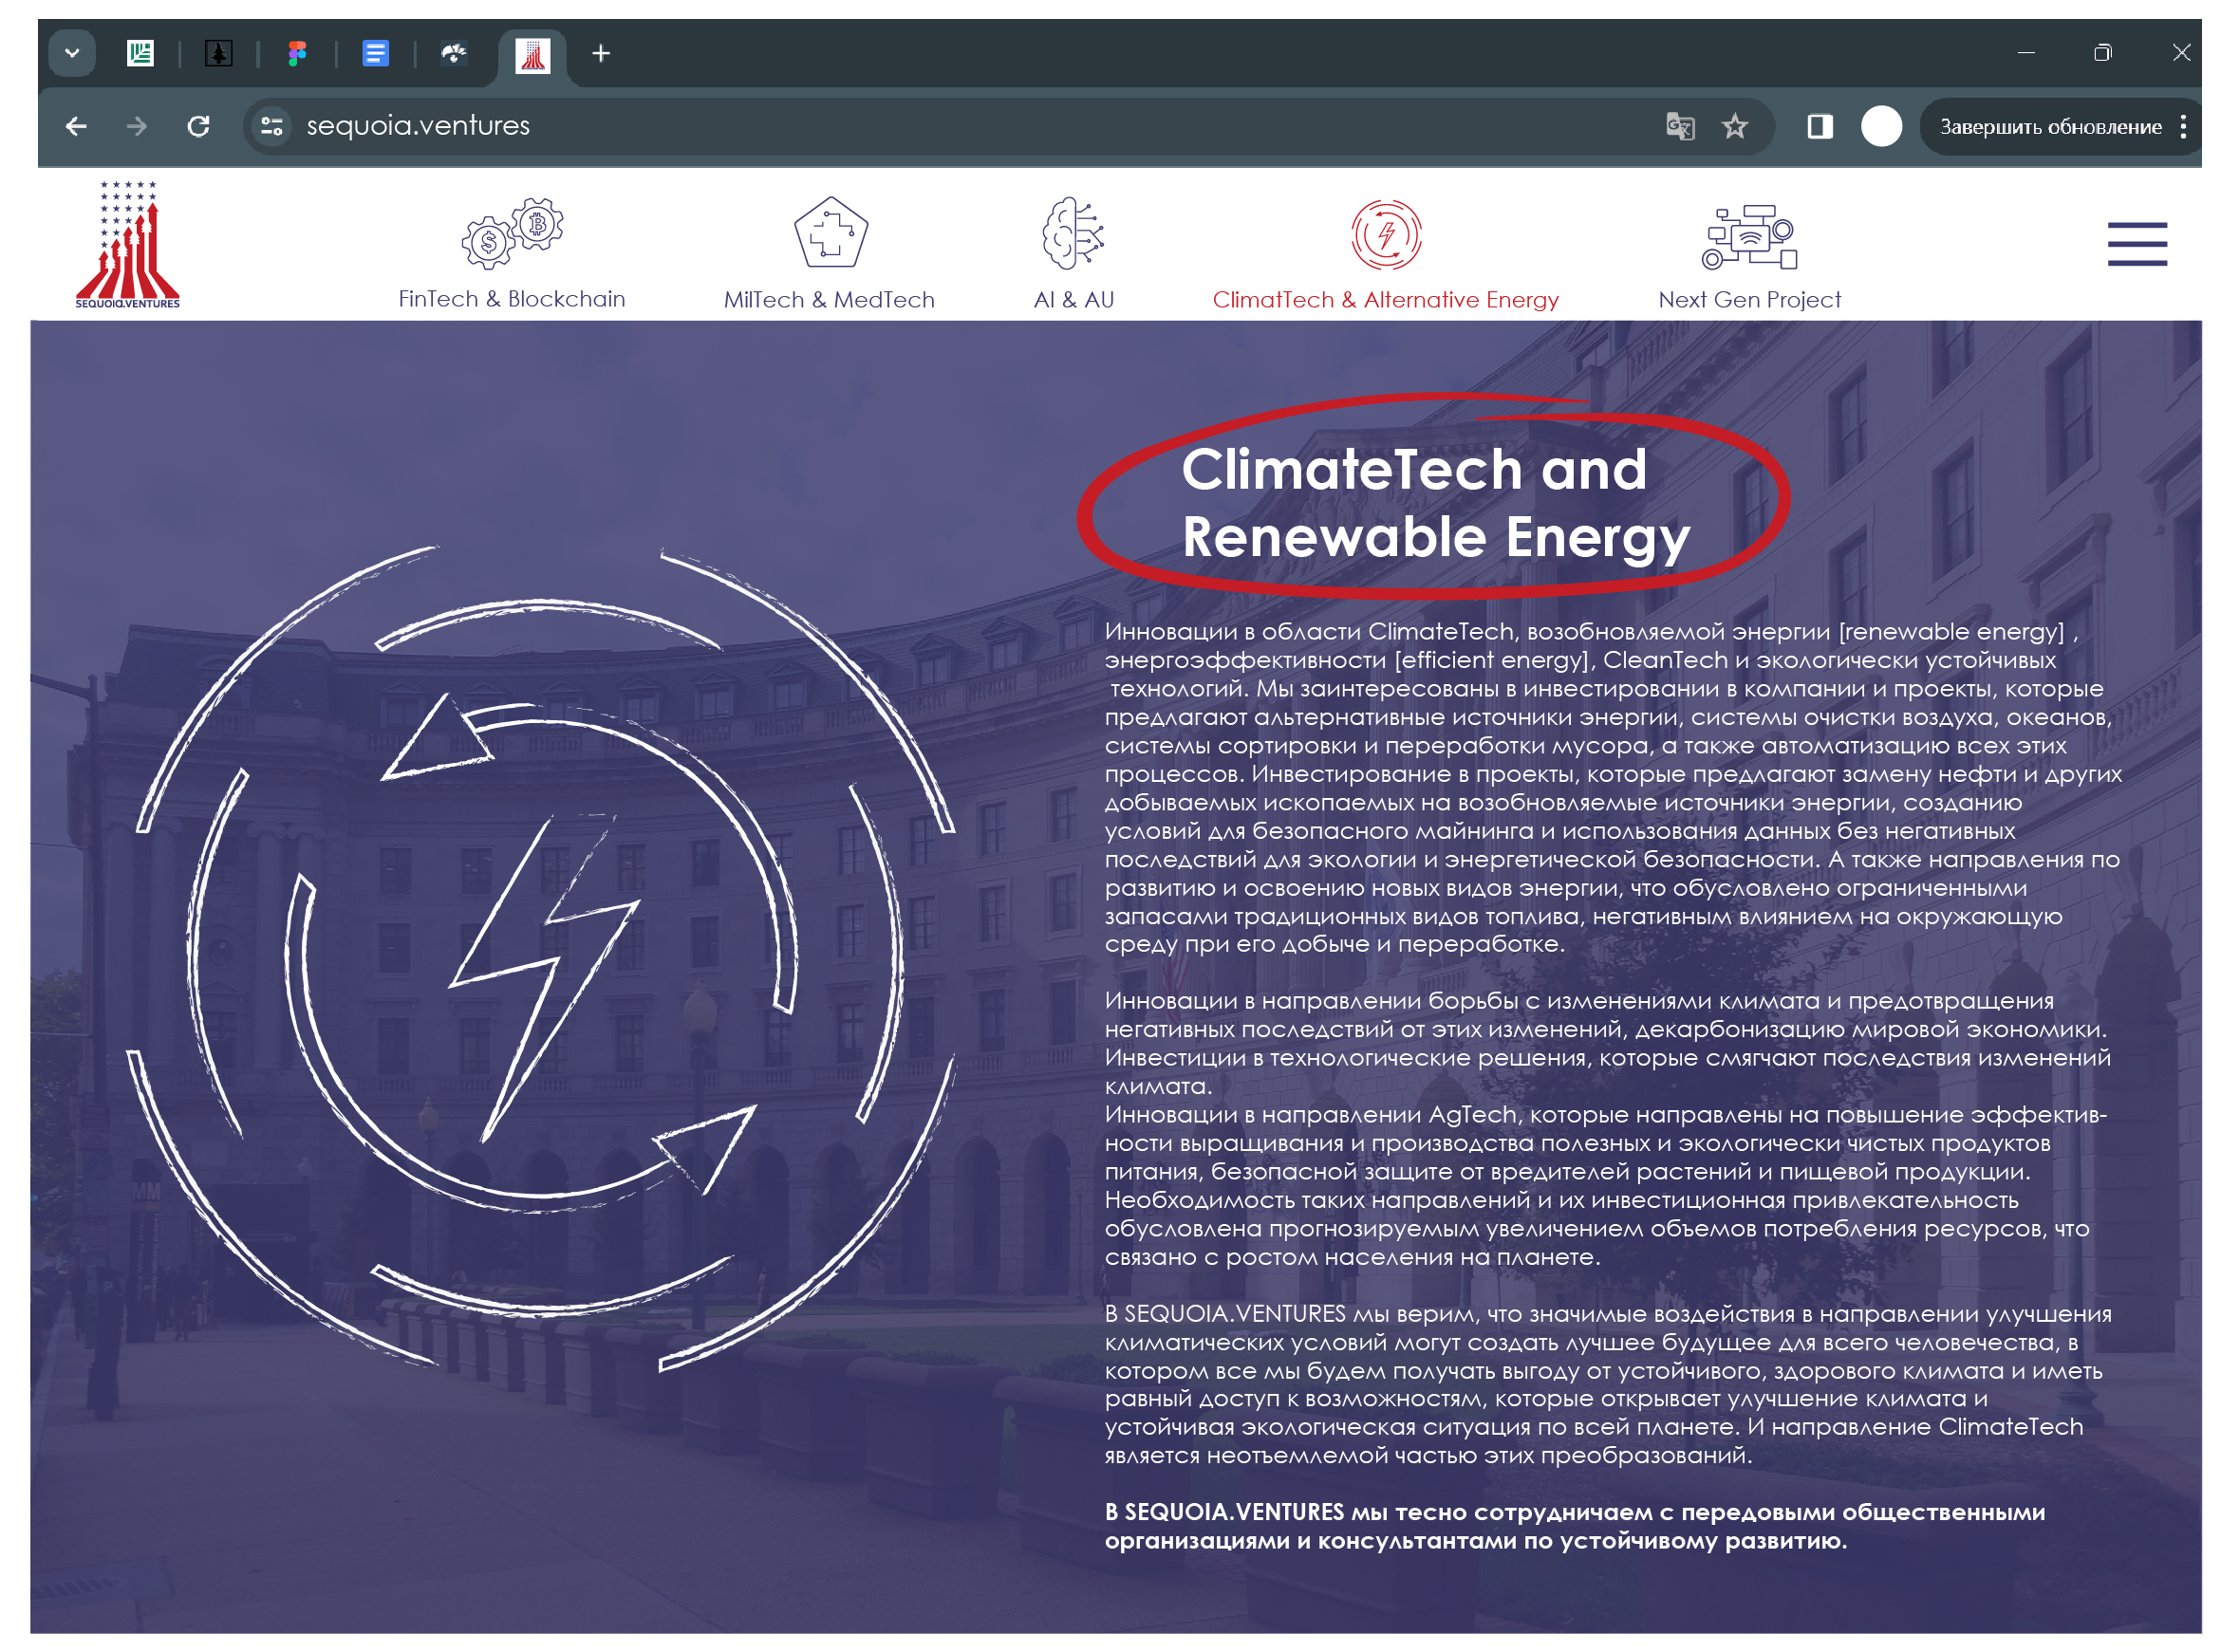 sequoia.ventures
Завершить обновление
SEQUOIA.VENTURES
FinTech & Blockchain
MilTech & MedTech
AI & AU
ClimatTech & Alternative Energy
Next Gen Project
ClimateTech and
Renewable Energy
Инновации в области ClimateTech, возобновляемой энергии [renewable energy] ,
энергоэффективности [efficient energy], CleanTech и экологически устойчивых
технологий. Мы заинтересованы в инвестировании в компании и проекты, которые
предлагают альтернативные источники энергии, системы очистки воздуха, океанов,
системы сортировки и переработки мусора, а также автоматизацию всех этих
процессов. Инвестирование в проекты, которые предлагают замену нефти и других
добываемых ископаемых на возобновляемые источники энергии, созданию
условий для безопасного майнинга и использования данных без негативных
последствий для экологии и энергетической безопасности. А также направления по
развитию и освоению новых видов энергии, что обусловлено ограниченными
запасами традиционных видов топлива, негативным влиянием на окружающую
среду при его добыче и переработке.
Инновации в направлении борьбы с изменениями климата и предотвращения
негативных последствий от этих изменений, декарбонизацию мировой экономики.
Инвестиции в технологические решения, которые смягчают последствия изменений
климата.
Инновации в направлении AgTech, которые направлены на повышение эффектив-
ности выращивания и производства полезных и экологически чистых продуктов
питания, безопасной защите от вредителей растений и пищевой продукции.
Необходимость таких направлений и их инвестиционная привлекательность
обусловлена прогнозируемым увеличением объемов потребления ресурсов, что
связано с ростом населения на планете.
В SEQUOIA.VENTURES мы верим, что значимые воздействия в направлении улучшения
климатических условий могут создать лучшее будущее для всего человечества, в
котором все мы будем получать выгоду от устойчивого, здорового климата и иметь
равный доступ к возможностям, которые открывает улучшение климата и
устойчивая экологическая ситуация по всей планете. И направление ClimateTech
является неотъемлемой частью этих преобразований.
В SEQUOIA.VENTURES мы тесно сотрудничаем с передовыми общественными
организациями и консультантами по устойчивому развитию.